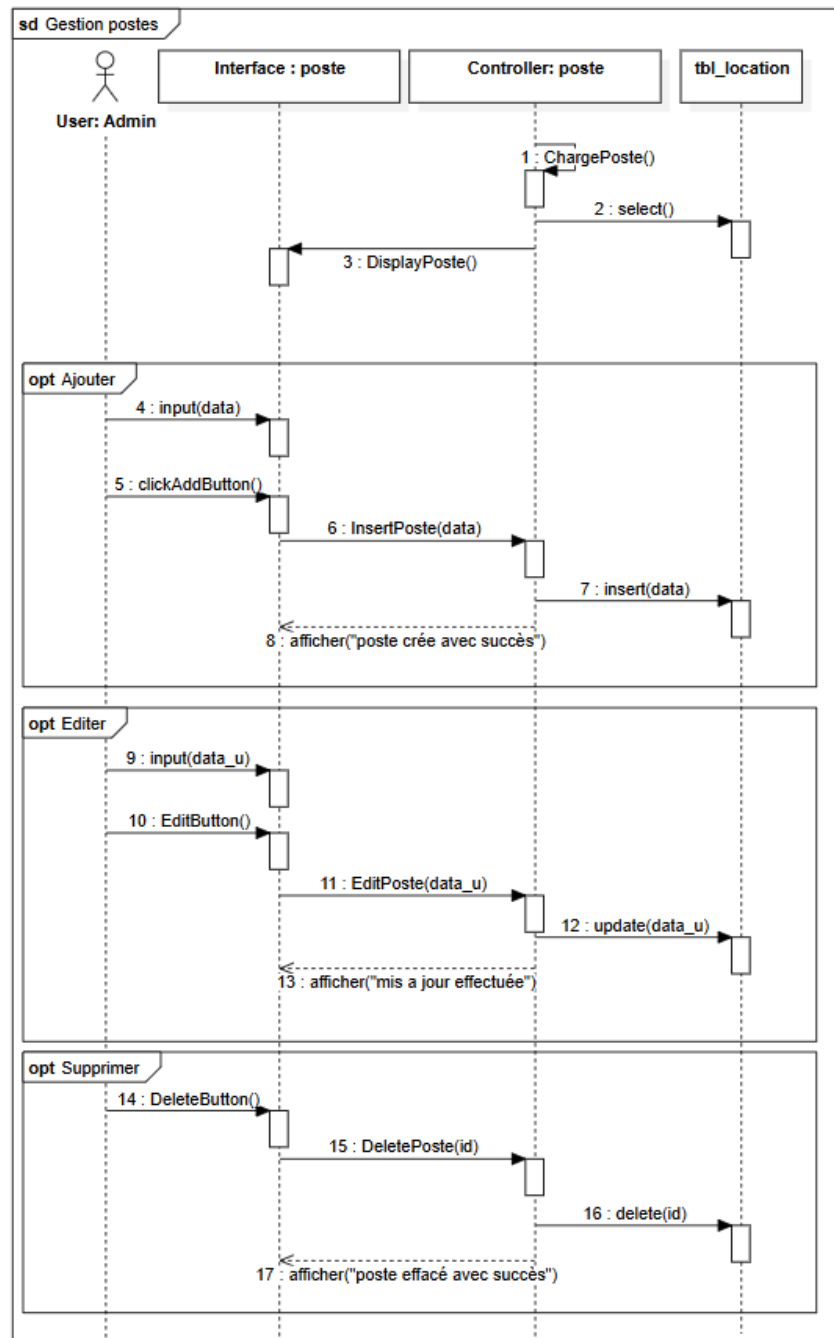 sd Gestion postes
Interface : poste
Controller: poste
tbl_location
User: Admin
1 : ChargePoste()
2 : select()
3 : DisplayPoste()
opt Ajouter
4 : input(data)
5 : clickAddButton()
6 : InsertPoste(data)
7 : insert(data)
8 : afficher("poste crée avec succès")
opt Editer
9 : input(data_u)
10 : EditButton()
11 : EditPoste(data_u)
12 : update(data_u)
13 : afficher("mis a jour effectuée")
opt Supprimer
14 : DeleteButton()
15 : DeletePoste(id)
16 : delete(id)
17 : afficher("poste effacé avec succès")